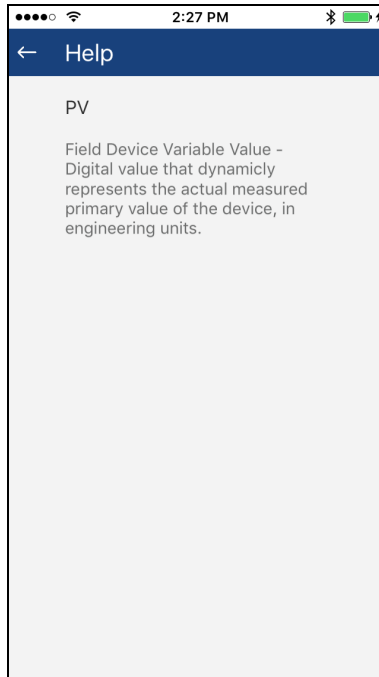 2:27 PM
Help
PV
Field Device Variable Value -
Digital value that dynamicly
represents the actual measured
primary value of the device, in
engineering units.